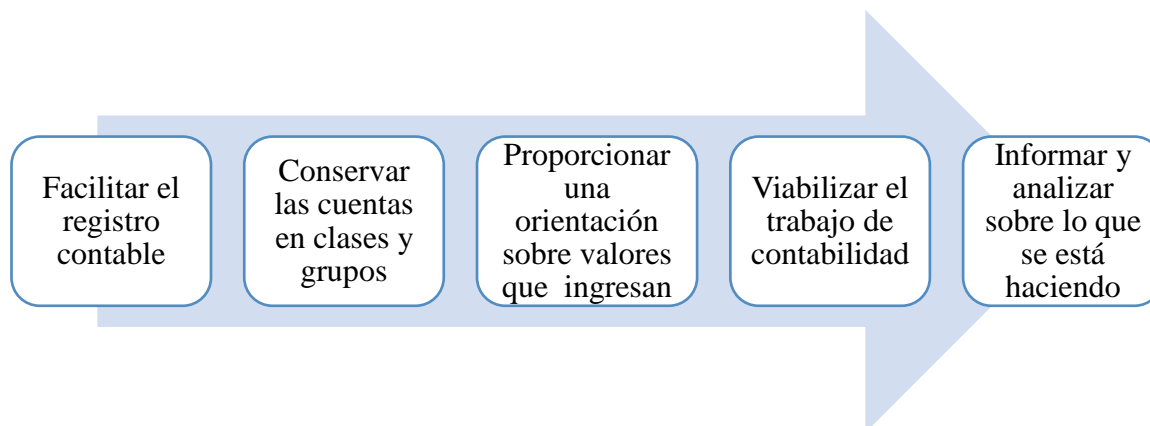 Facilitar el
registro
contable
Conservar
las cuentas
en clases y
grupos
Proporcionar
una
orientación
sobre valores
que ingresan
Viabilizar el
trabajo de
contabilidad
Informar y
analizar
sobre lo que
se está
haciendo